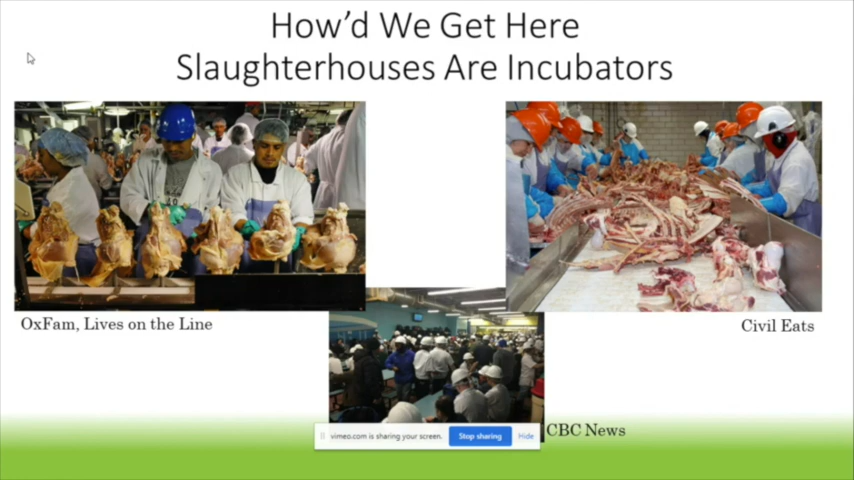 How'd We Get Here
Slaughterhouses Are Incubators
OxFam, Lives on the Line
Civil Eats
CBC News
vimeo.com is sharing your screen.
Stop sharing
Hide